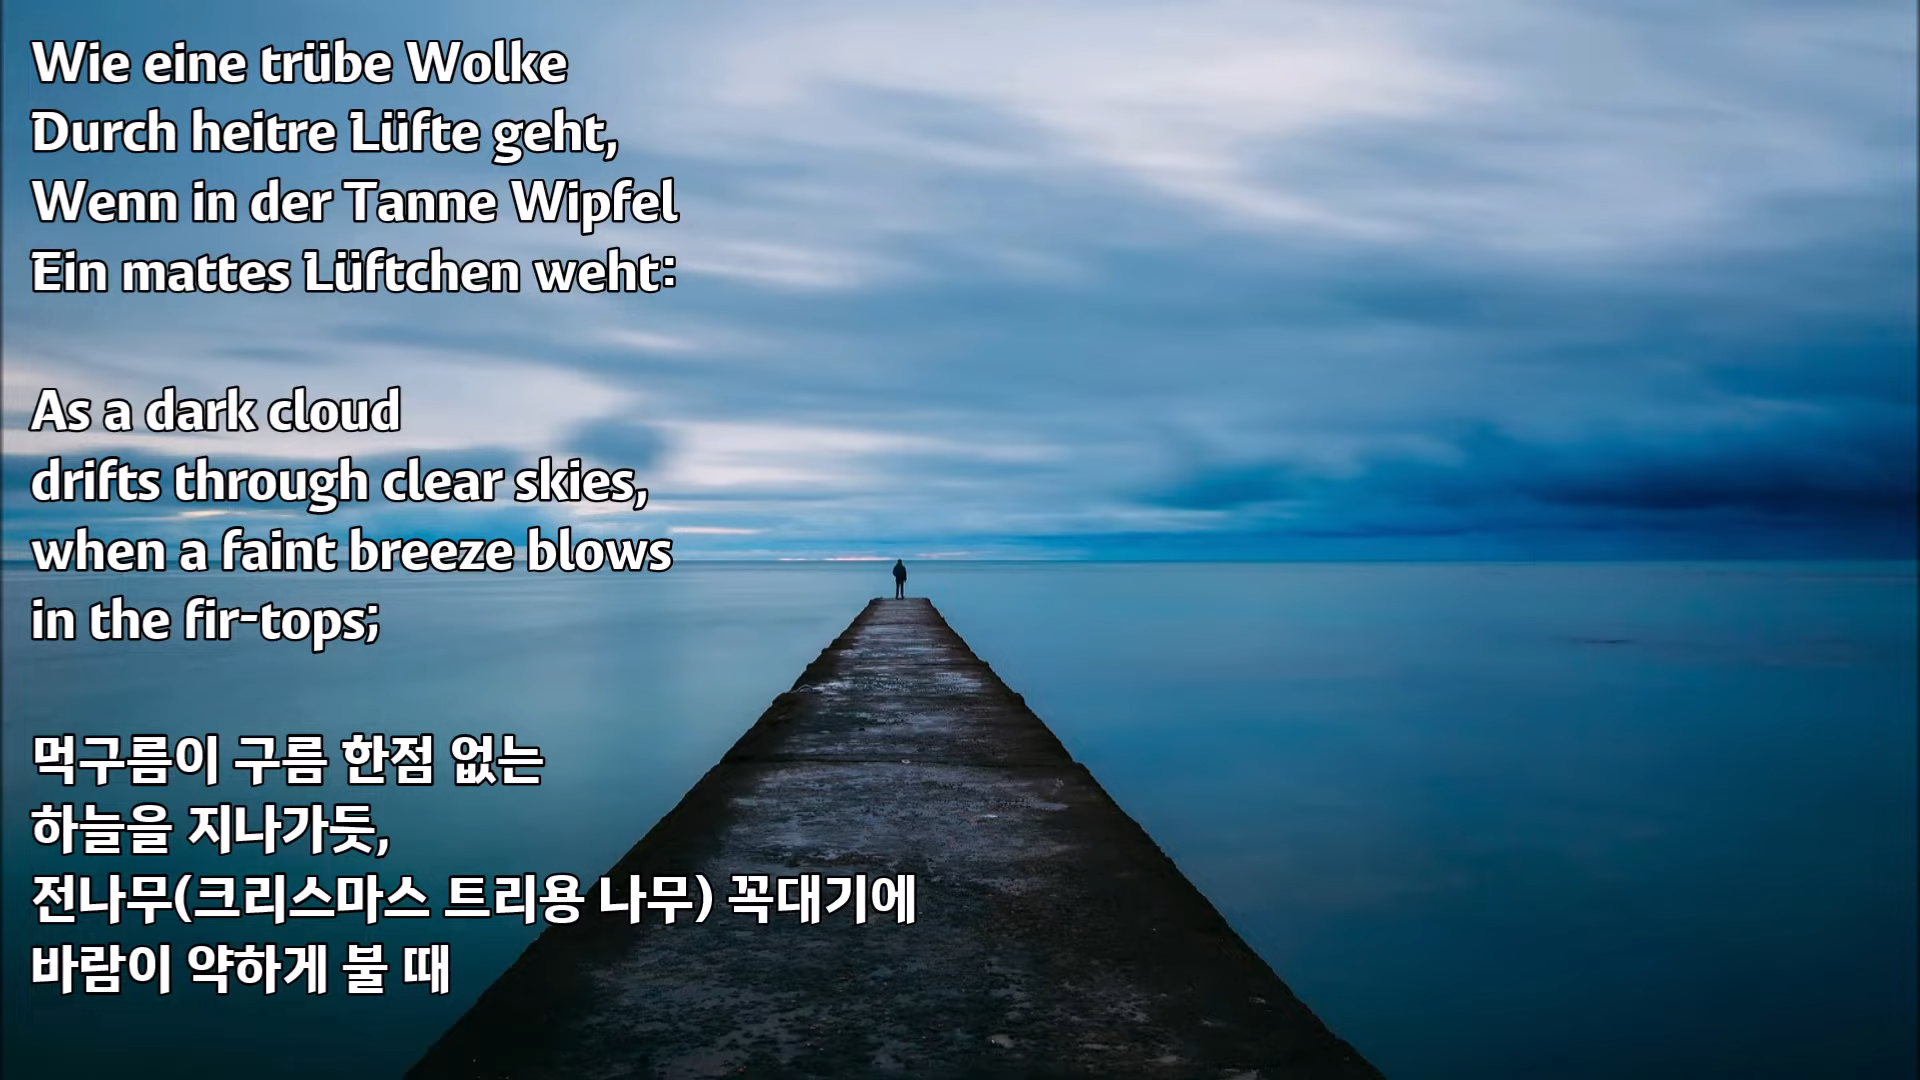 Wie eine trübe Wolke
Durch heitre Lüfte geht,
Wenn in der Tanne Wipfel
Ein mattes Lüftchen weht:
As a dark cloud
drifts through clear skies,
when a faint breeze blows
in the fir-tops;
먹구름이 구름 한점 없는
하늘을 지나가듯,
전나무(크리스마스 트리용 나무) 꼭대기에
바람이 약하게 불 때